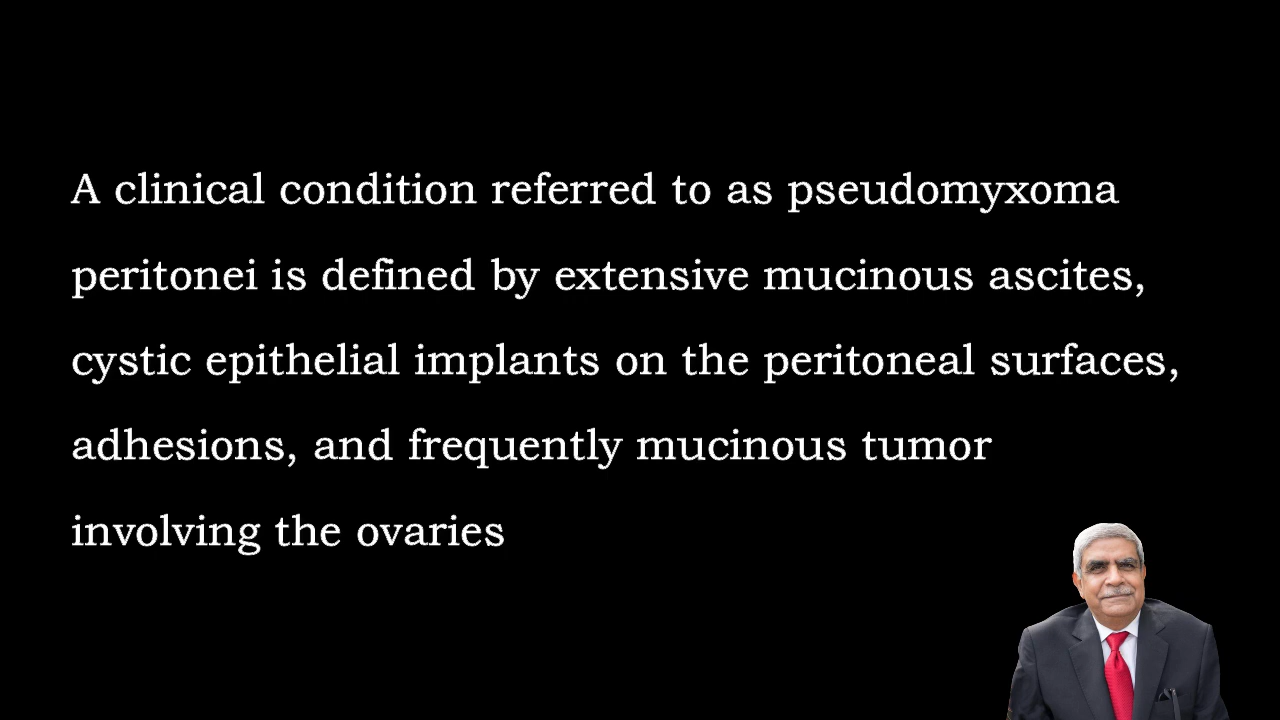 A clinical condition referred to as pseudomyxoma
peritonei is defined by extensive mucinous ascites,
cystic epithelial implants on the peritoneal surfaces,
adhesions, and frequently mucinous tumor
involving the ovaries